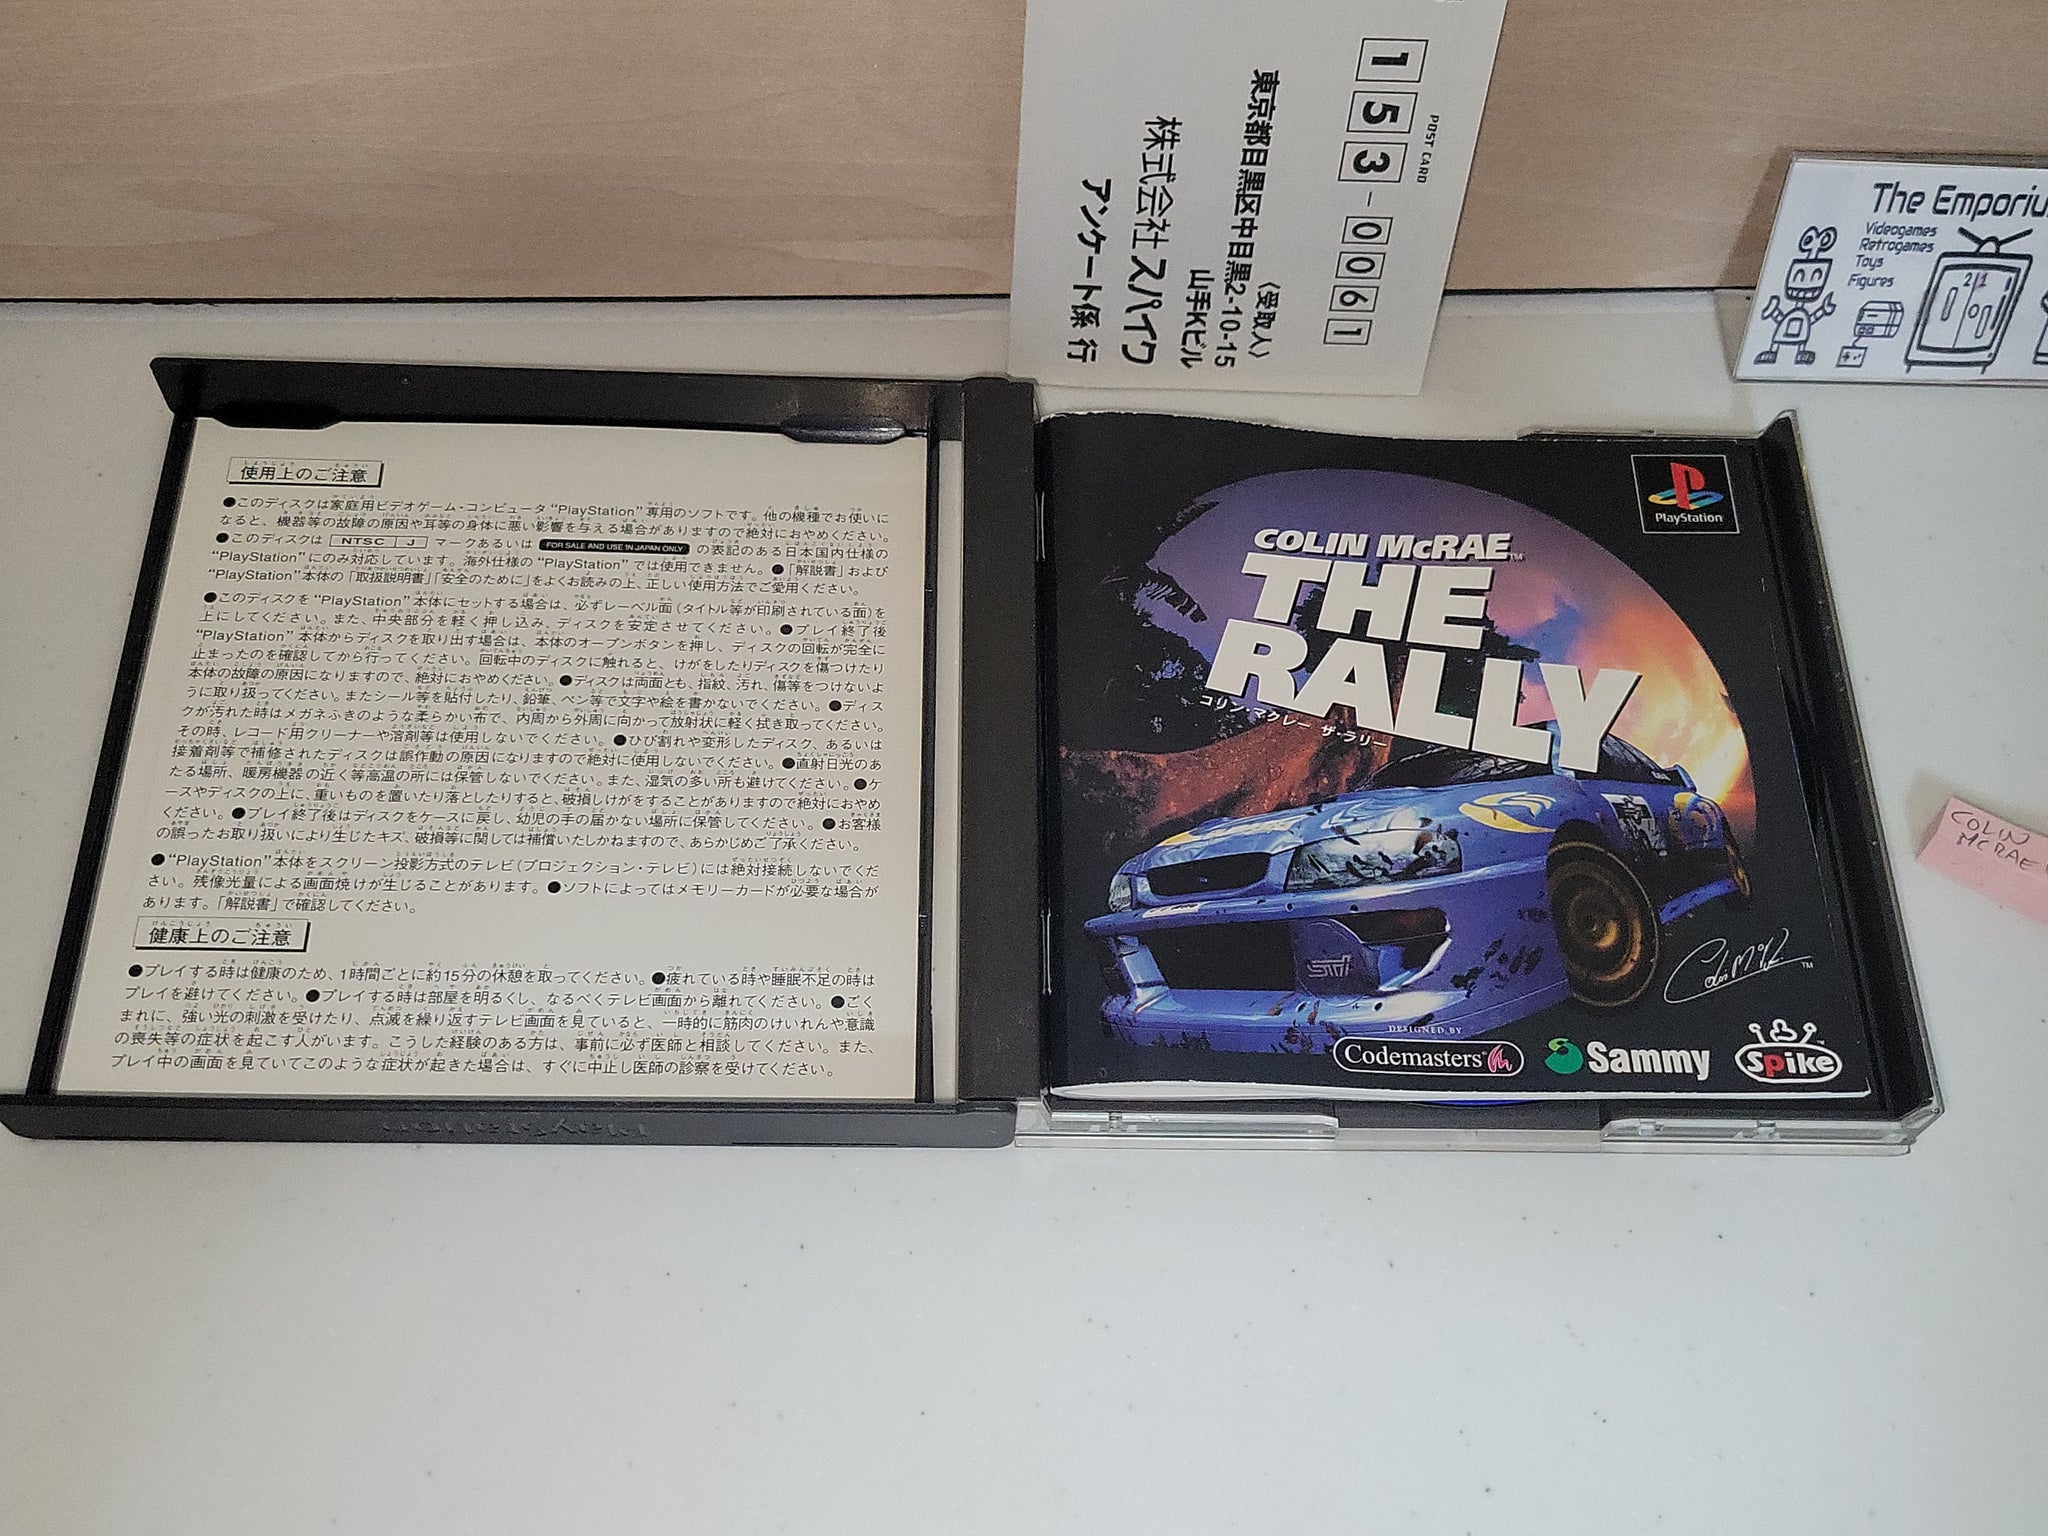 POST CARD
153-0061
〈受取人〉
東京都目黒区中目黒2-10-15
山手Kビル
株式会社 スパイク
アンケート係 行
The Emporiu
Videogames
Retrogames
Toys
Figures
使用上のご注意
●このディスクは家庭用ビデオゲーム・コンピュータ“PlayStation”専用のソフトです。他の機種でお使いに
なると、機器等の故障の原因や耳等の身体に悪い影響を与える場合がありますので絶対におやめください。
●このディスクは NTSC J マークあるいは FOR SALE AND USE IN JAPAN ONLY の表記のある日本国内仕様の
“PlayStation”にのみ対応しています。海外仕様の“PlayStation”では使用できません。●「解説書」および
“PlayStation”本体の「取扱説明書」「安全のために」をよくお読みの上、正しい使用方法でご愛用ください。
●このディスクを“PlayStation”本体にセットする場合は、必ずレーベル面(タイトル等が印刷されている面)を
上にしてください。また、中央部分を軽く押し込み、ディスクを安定させてください。●プレイ終了後
“PlayStation”本体からディスクを取り出す場合は、本体のオープンボタンを押し、ディスクの回転が完全に
止まったのを確認してから行ってください。回転中のディスクに触れると、けがをしたりディスクを傷つけたり
本体の故障の原因になりますので、絶対におやめください。●ディスクは両面とも、指紋、汚れ、傷等をつけないよ
うに取り扱ってください。またシール等を貼付したり、鉛筆、ペン等で文字や絵を書かないでください。●ディス
クが汚れた時はメガネふきのような柔らかい布で、内周から外周に向かって放射状に軽く拭き取ってください。
その時、レコード用クリーナーや溶剤等は使用しないでください。●ひび割れや変形したディスク、あるいは
接着剤等で補修されたディスクは誤作動の原因になりますので絶対に使用しないでください。●直射日光のあ
たる場所、暖房機器の近く等高温の所には保管しないでください。また、湿気の多い所も避けてください。●ケ
ースやディスクの上に、重いものを置いたり落としたりすると、破損しけがをすることがありますので絶対におやめ
ください。●プレイ終了後はディスクをケースに戻し、幼児の手の届かない場所に保管してください。●お客様
の誤ったお取り扱いにより生じたキズ、破損等に関しては補償いたしかねますので、あらかじめご了承ください。
●“PlayStation”本体をスクリーン投影方式のテレビ(プロジェクション・テレビ)には絶対接続しないでくだ
さい。残像光量による画面焼けが生じることがあります。●ソフトによってはメモリーカードが必要な場合が
あります。「解説書」で確認してください。
健康上のご注意
●プレイする時は健康のため、1時間ごとに約15分の休憩を取ってください。●疲れている時や睡眠不足の時は
プレイを避けてください。●プレイする時は部屋を明るくし、なるべくテレビ画面から離れてください。●ごく
まれに、強い光の刺激を受けたり、点滅を繰り返すテレビ画面を見ていると、一時的に筋肉のけいれんや意識
の喪失等の症状を起こす人がいます。こうした経験のある方は、事前に必ず医師と相談してください。また、
プレイ中の画面を見ていてこのような症状が起きた場合は、すぐに中止し医師の診察を受けてください。
PlayStation
PlayStation
COLIN McRAE™
THE
RALLY
コリン・マクレー ザ・ラリー
DESIGNED BY
Codemasters
Sammy
Spike
COLIN
MCRAE